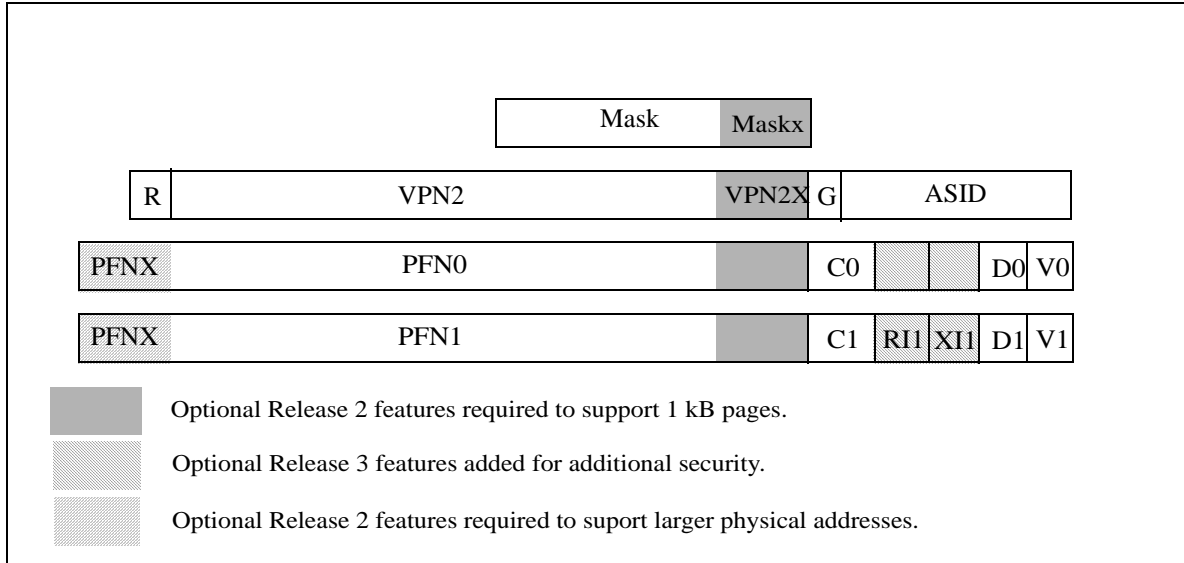 Mask Maskx
R VPN2 VPN2X G ASID
PFNX PFN0 C0 D0 V0
PFNX PFN1 C1 RI1 XI1 D1 V1
Optional Release 2 features required to support 1 kB pages.
Optional Release 3 features added for additional security.
Optional Release 2 features required to suport larger physical addresses.